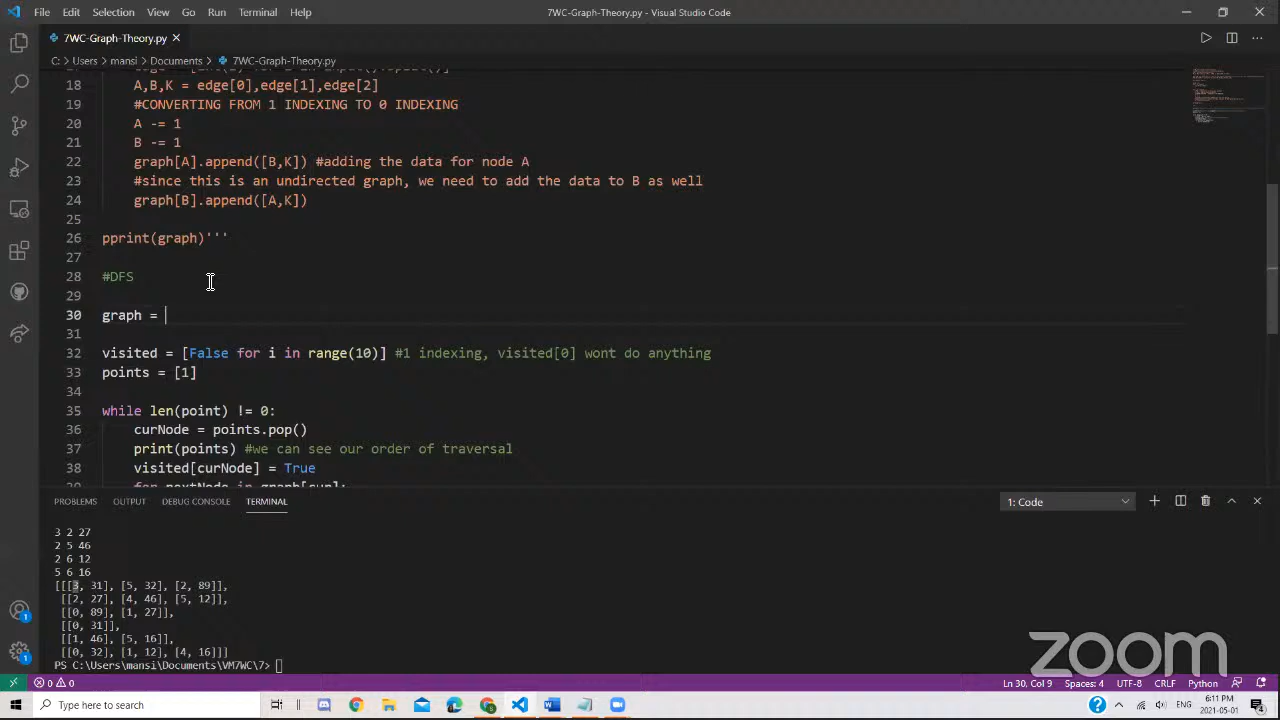 File Edit Selection View Go Run Terminal Help
7WC-Graph-Theory.py - Visual Studio Code
7WC-Graph-Theory.py
C: > Users > mansi > Documents > 7WC-Graph-Theory.py
18 A,B,K = edge[0],edge[1],edge[2]
19 #CONVERTING FROM 1 INDEXING TO 0 INDEXING
20 A -= 1
21 B -= 1
22 graph[A].append([B,K]) #adding the data for node A
23 #since this is an undirected graph, we need to add the data to B as well
24 graph[B].append([A,K])
25
26 pprint(graph)'''
27
28 #DFS
29
30 graph =
31
32 visited = [False for i in range(10)] #1 indexing, visited[0] wont do anything
33 points = [1]
34
35 while len(point) != 0:
36 curNode = points.pop()
37 print(points) #we can see our order of traversal
38 visited[curNode] = True
PROBLEMS OUTPUT DEBUG CONSOLE TERMINAL
1: Code
3 2 27
2 5 46
2 6 12
5 6 16
[[[3, 31], [5, 32], [2, 89]],
[[2, 27], [4, 46], [5, 12]],
[[0, 89], [1, 27]],
[[0, 31]],
[[1, 46], [5, 16]],
[[0, 32], [1, 12], [4, 16]]]
PS C:\Users\mansi\Documents\VM7WC\7>
zoom
0 0
Ln 30, Col 9 Spaces: 4 UTF-8 CRLF Python
Type here to search
ENG
6:11 PM
2021-05-01